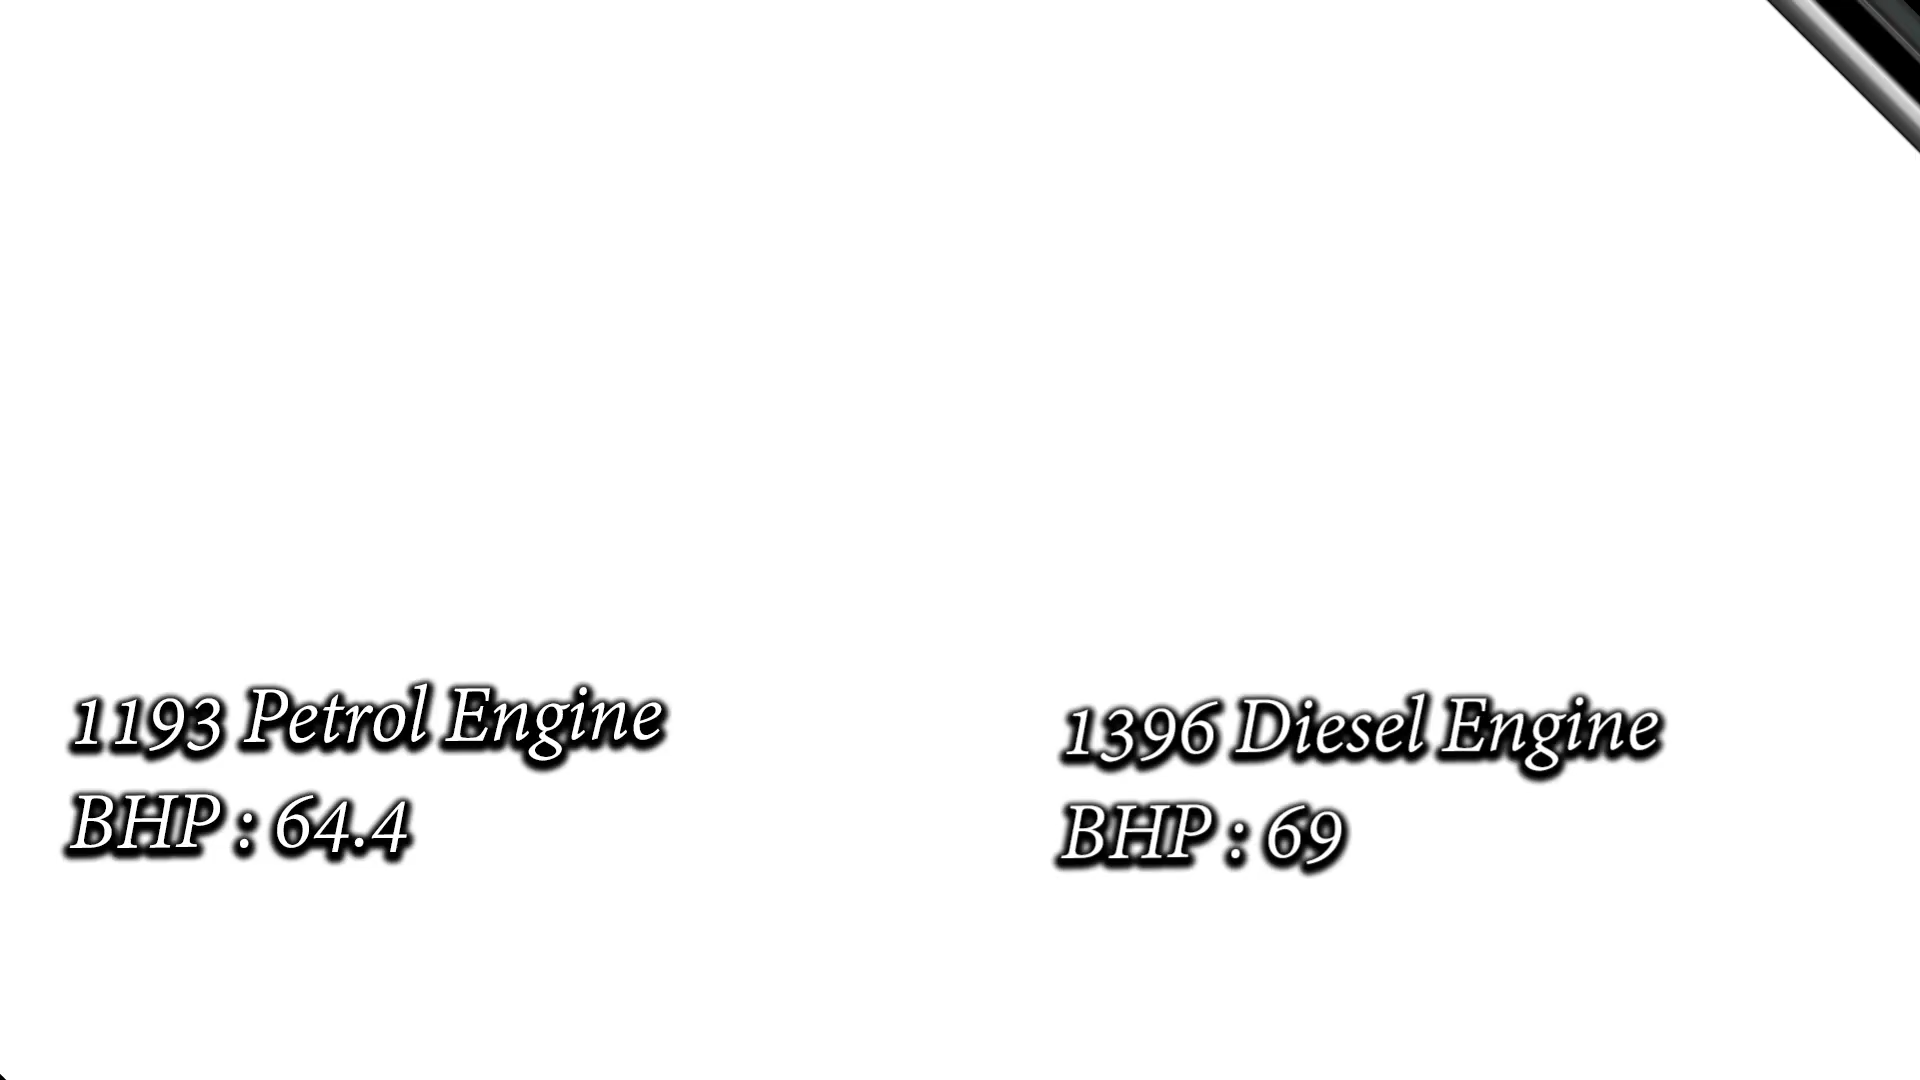 1193 Petrol Engine
BHP : 64.4
1396 Diesel Engine
BHP : 69